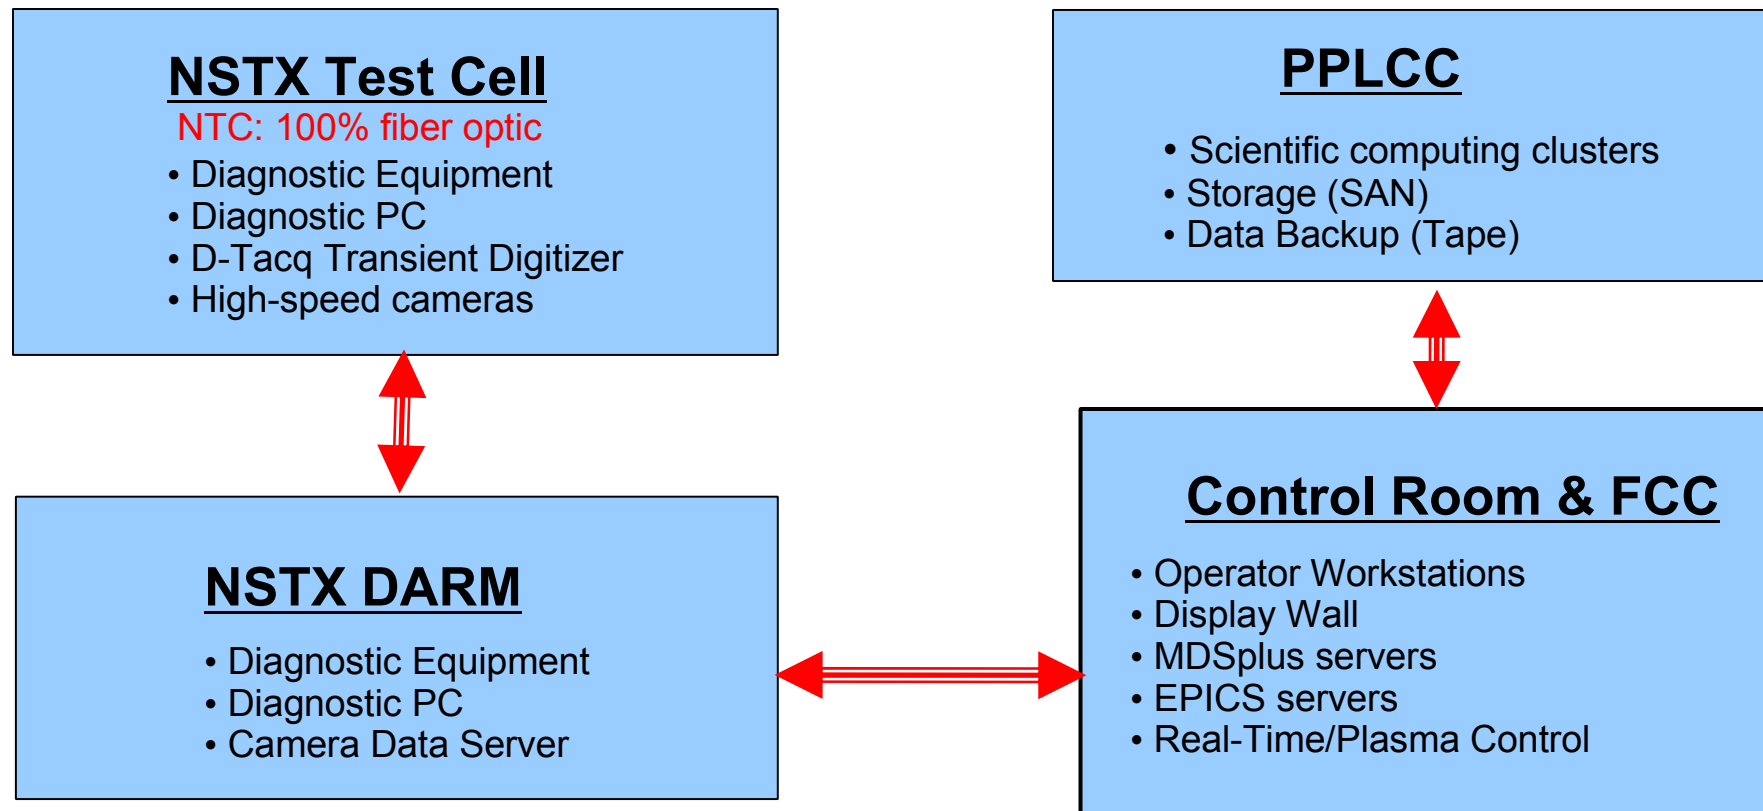 NSTX Test Cell
NTC: 100% fiber optic
• Diagnostic Equipment
• Diagnostic PC
• D-Tacq Transient Digitizer
• High-speed cameras
PPLCC
• Scientific computing clusters
• Storage (SAN)
• Data Backup (Tape)
NSTX DARM
• Diagnostic Equipment
• Diagnostic PC
• Camera Data Server
Control Room & FCC
• Operator Workstations
• Display Wall
• MDSplus servers
• EPICS servers
• Real-Time/Plasma Control